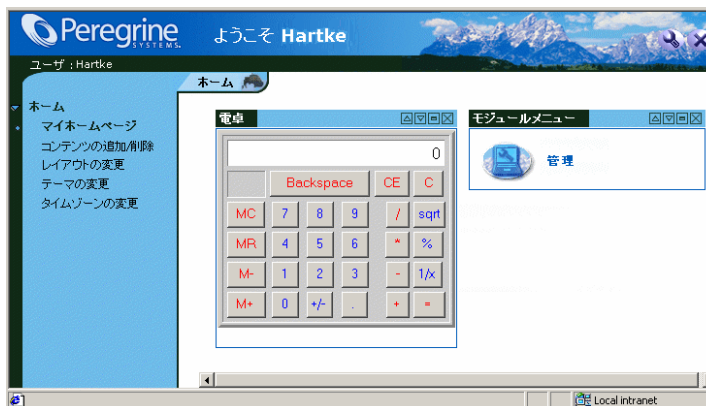 Peregrine
SYSTEMS
ようこそ Hartke
ユーザ : Hartke
ホーム
ホーム
マイホームページ
コンテンツの追加/削除
レイアウトの変更
テーマの変更
タイムゾーンの変更
電卓
0
Backspace CE C
MC 7 8 9 / sqrt
MR 4 5 6 * %
M- 1 2 3 - 1/x
M+ 0 +/- . + =
モジュールメニュー
管理
Local intranet